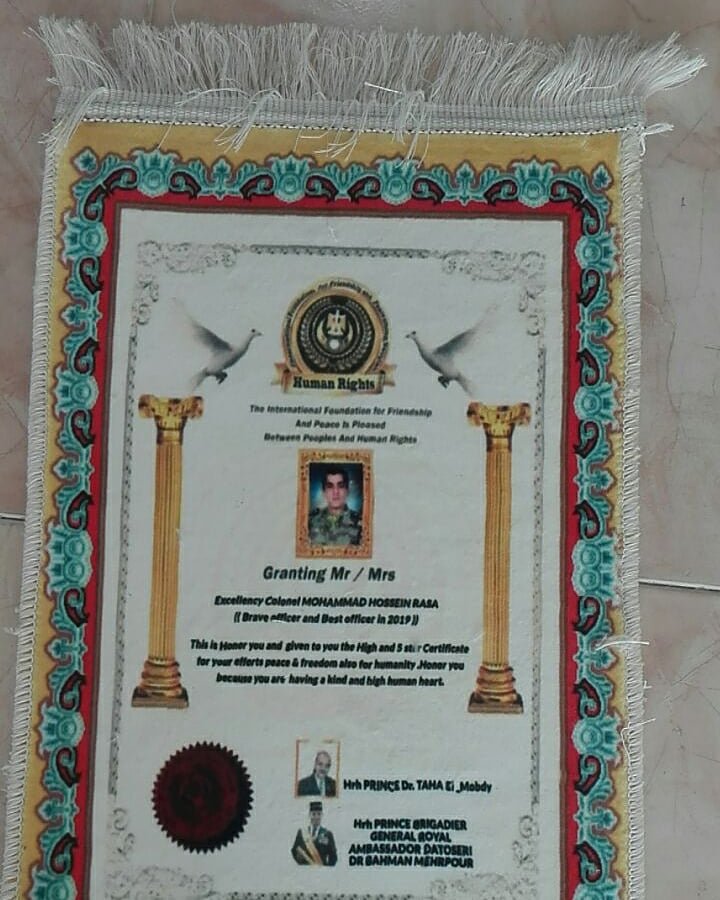 Human Rights
The International Foundation for Friendship
And Peace Is Pleased
Between Peoples And Human Rights
Granting Mr / Mrs
Excellency Colonel MOHAMMAD HOSSEIN RASA
(( Brave officer and Best officer in 2019 ))
This is Honor you and given to you the High and 5 star Certificate
for your efforts peace & freedom also for humanity .Honor you
because you are having a kind and high human heart.
Hrh PRINCE Dr. TAHA El _Mobdy
Hrh PRINCE BRIGADIER
GENERAL ROYAL
AMBASSADOR DATOSERI
DR BAHMAN MEHRPOUR